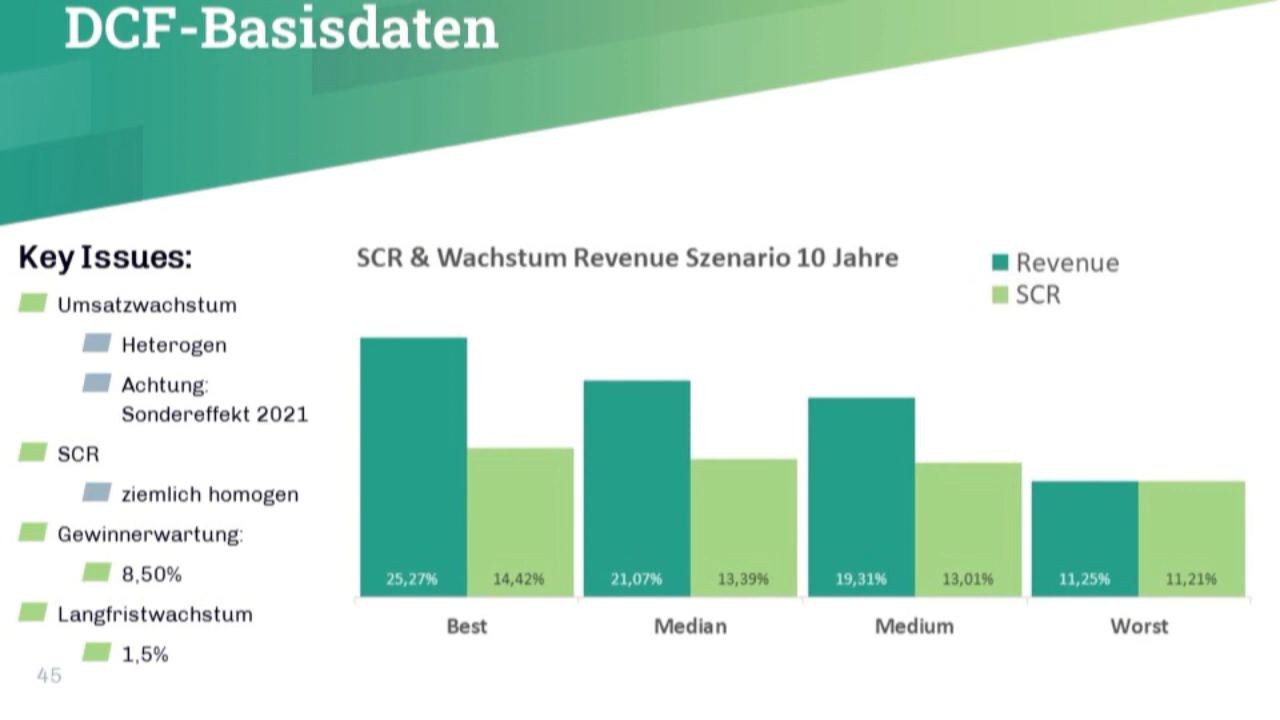 DCF-Basisdaten
Key Issues:
Umsatzwachstum
Heterogen
Achtung:
Sondereffekt 2021
SCR
ziemlich homogen
Gewinnerwartung:
8,50%
Langfristwachstum
1,5%
45
SCR & Wachstum Revenue Szenario 10 Jahre
Revenue
SCR
25,27% 14,42% 21,07% 13,39% 19,31% 13,01% 11,25% 11,21%
Best Median Medium Worst